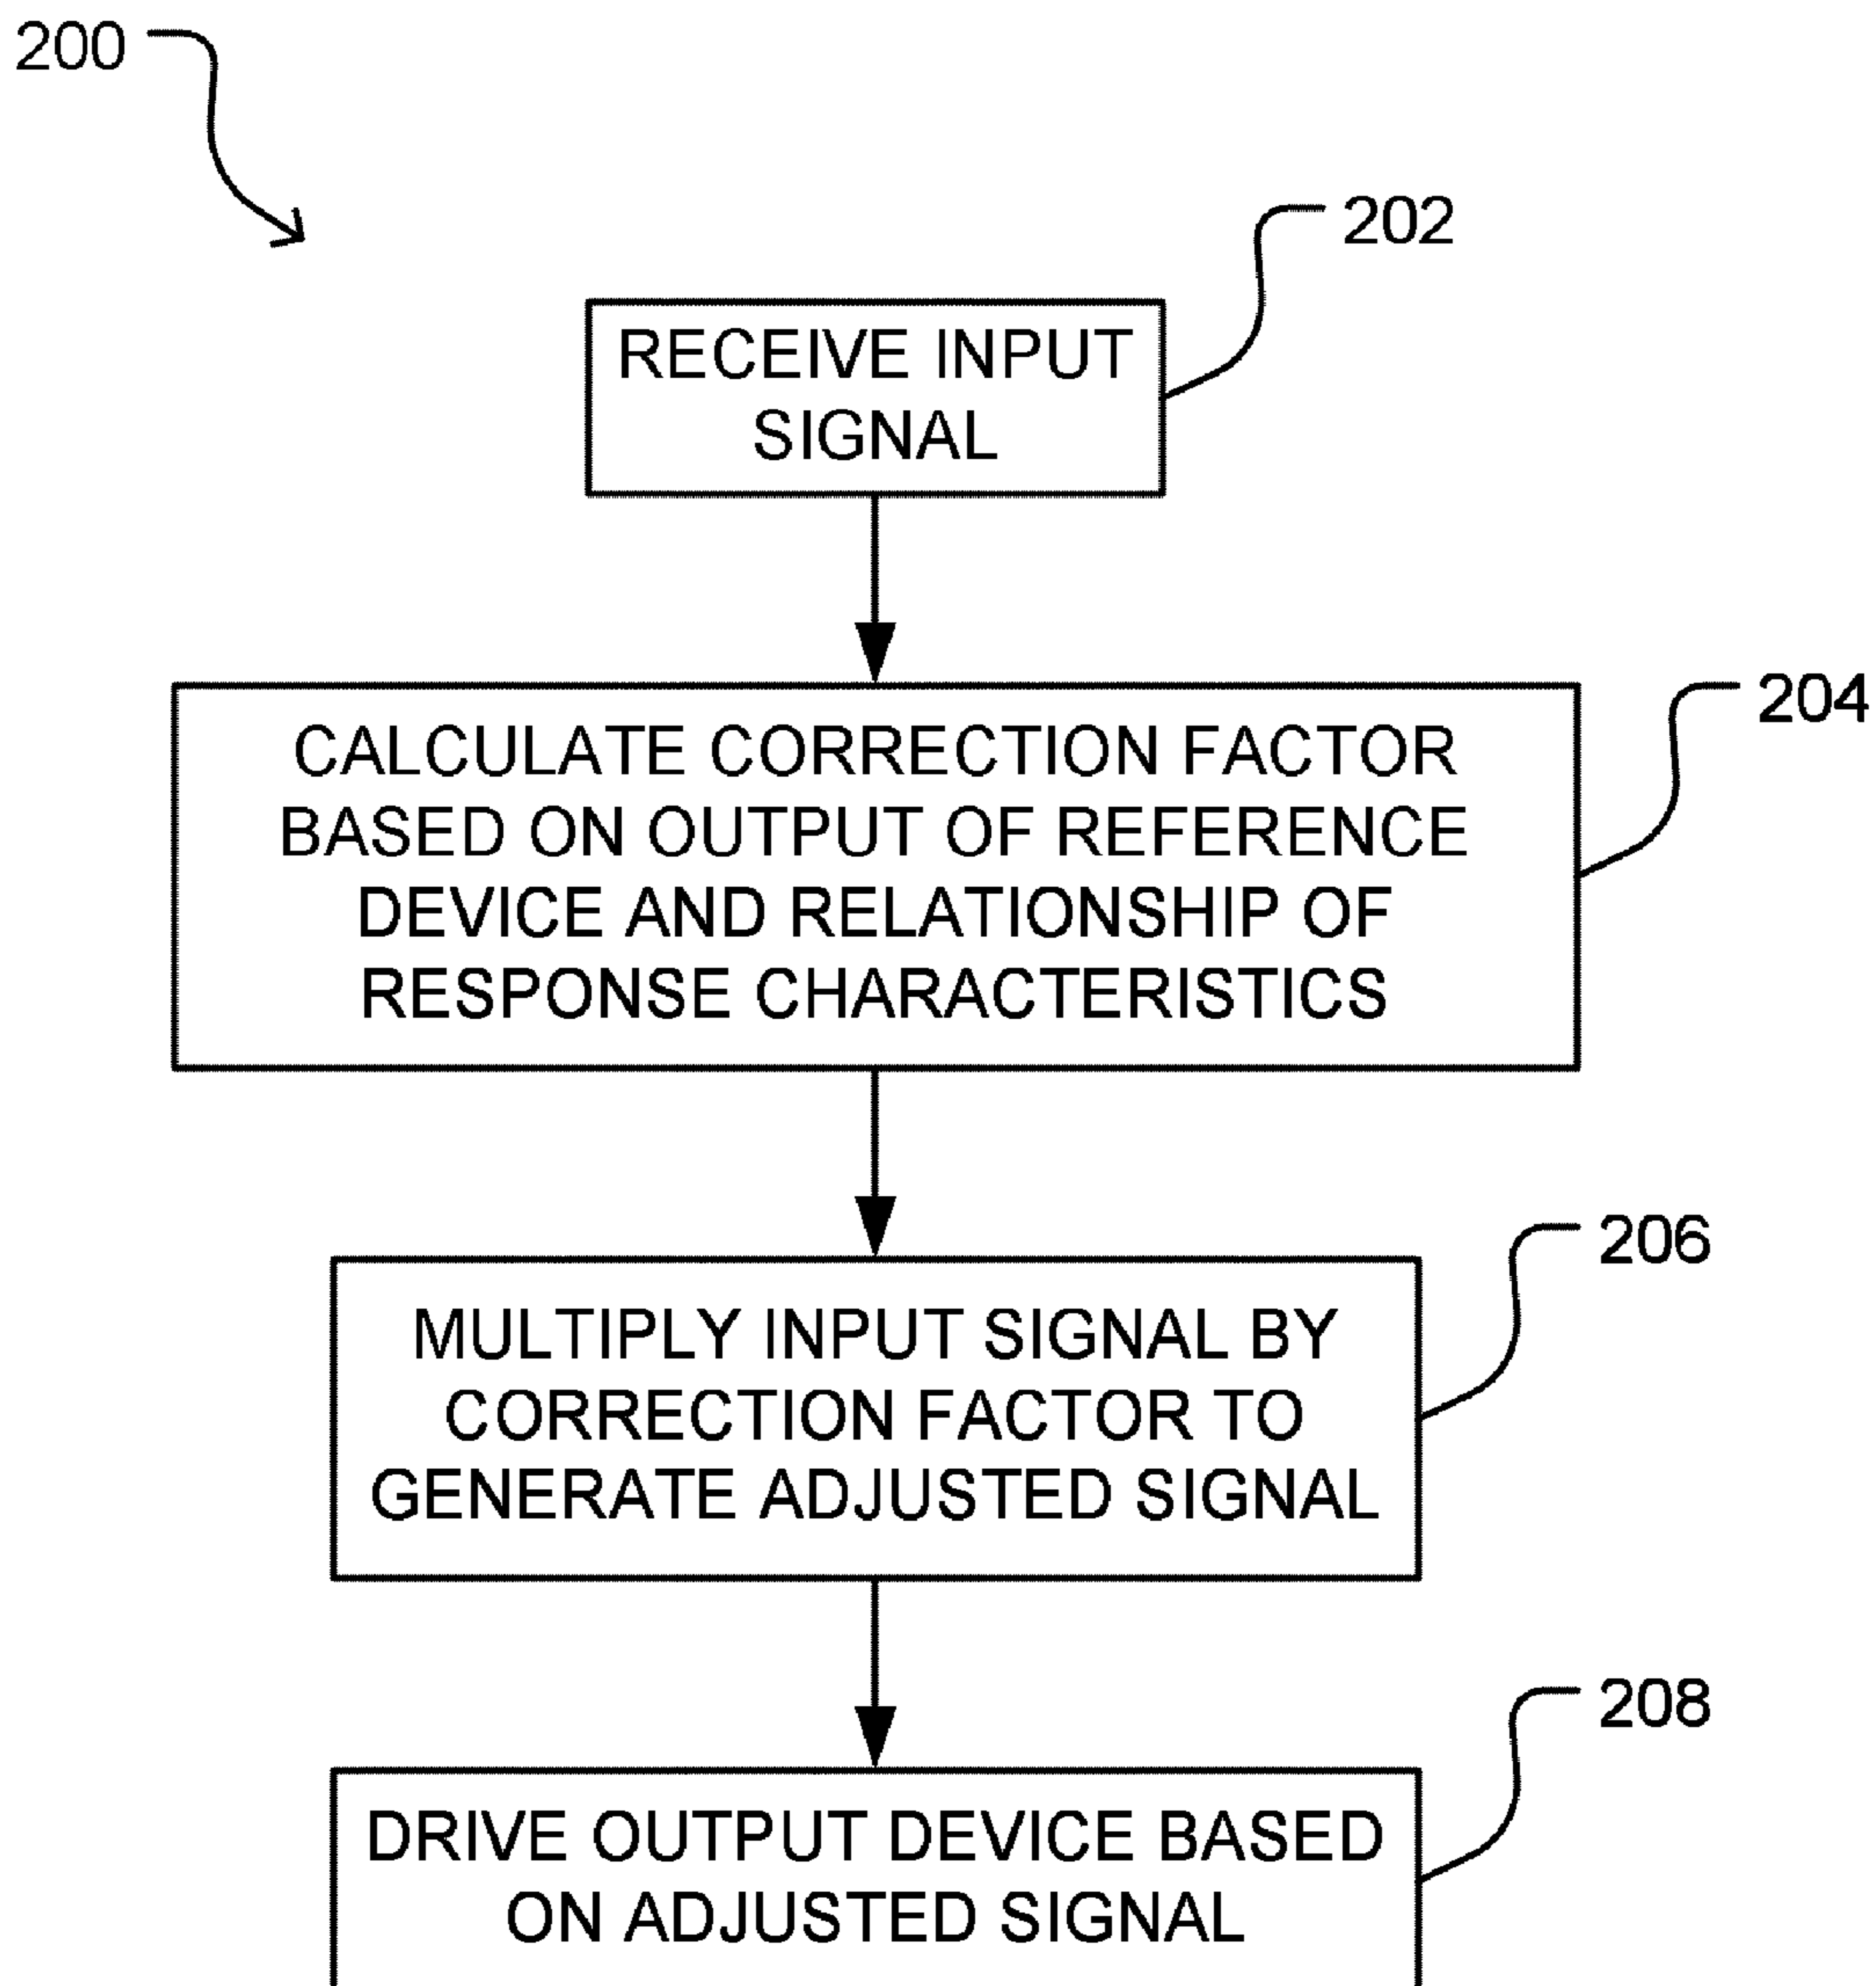 200
202
RECEIVE INPUT
SIGNAL
204
CALCULATE CORRECTION FACTOR
BASED ON OUTPUT OF REFERENCE
DEVICE AND RELATIONSHIP OF
RESPONSE CHARACTERISTICS
206
MULTIPLY INPUT SIGNAL BY
CORRECTION FACTOR TO
GENERATE ADJUSTED SIGNAL
208
DRIVE OUTPUT DEVICE BASED
ON ADJUSTED SIGNAL